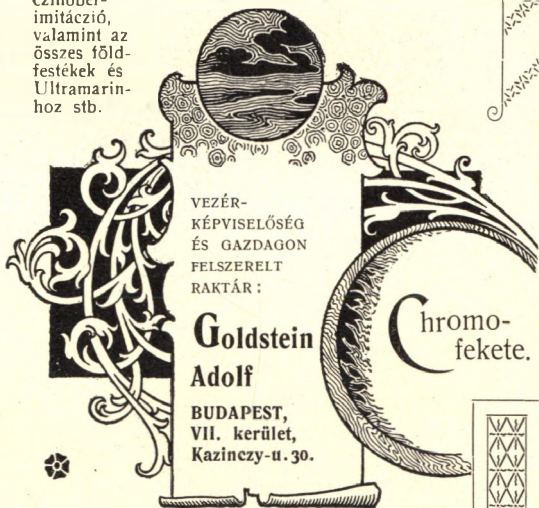 imitáczió,
valamint az
összes föld-
festékek és
Ultramarin-
hoz stb.
VEZÉR-
KÉPVISELŐSÉG
ÉS GAZDAGON
FELSZERELT
RAKTÁR :
Goldstein
Adolf
BUDAPEST,
VII. kerület,
Kazinczy-u. 30.
Chromo-
fekete.